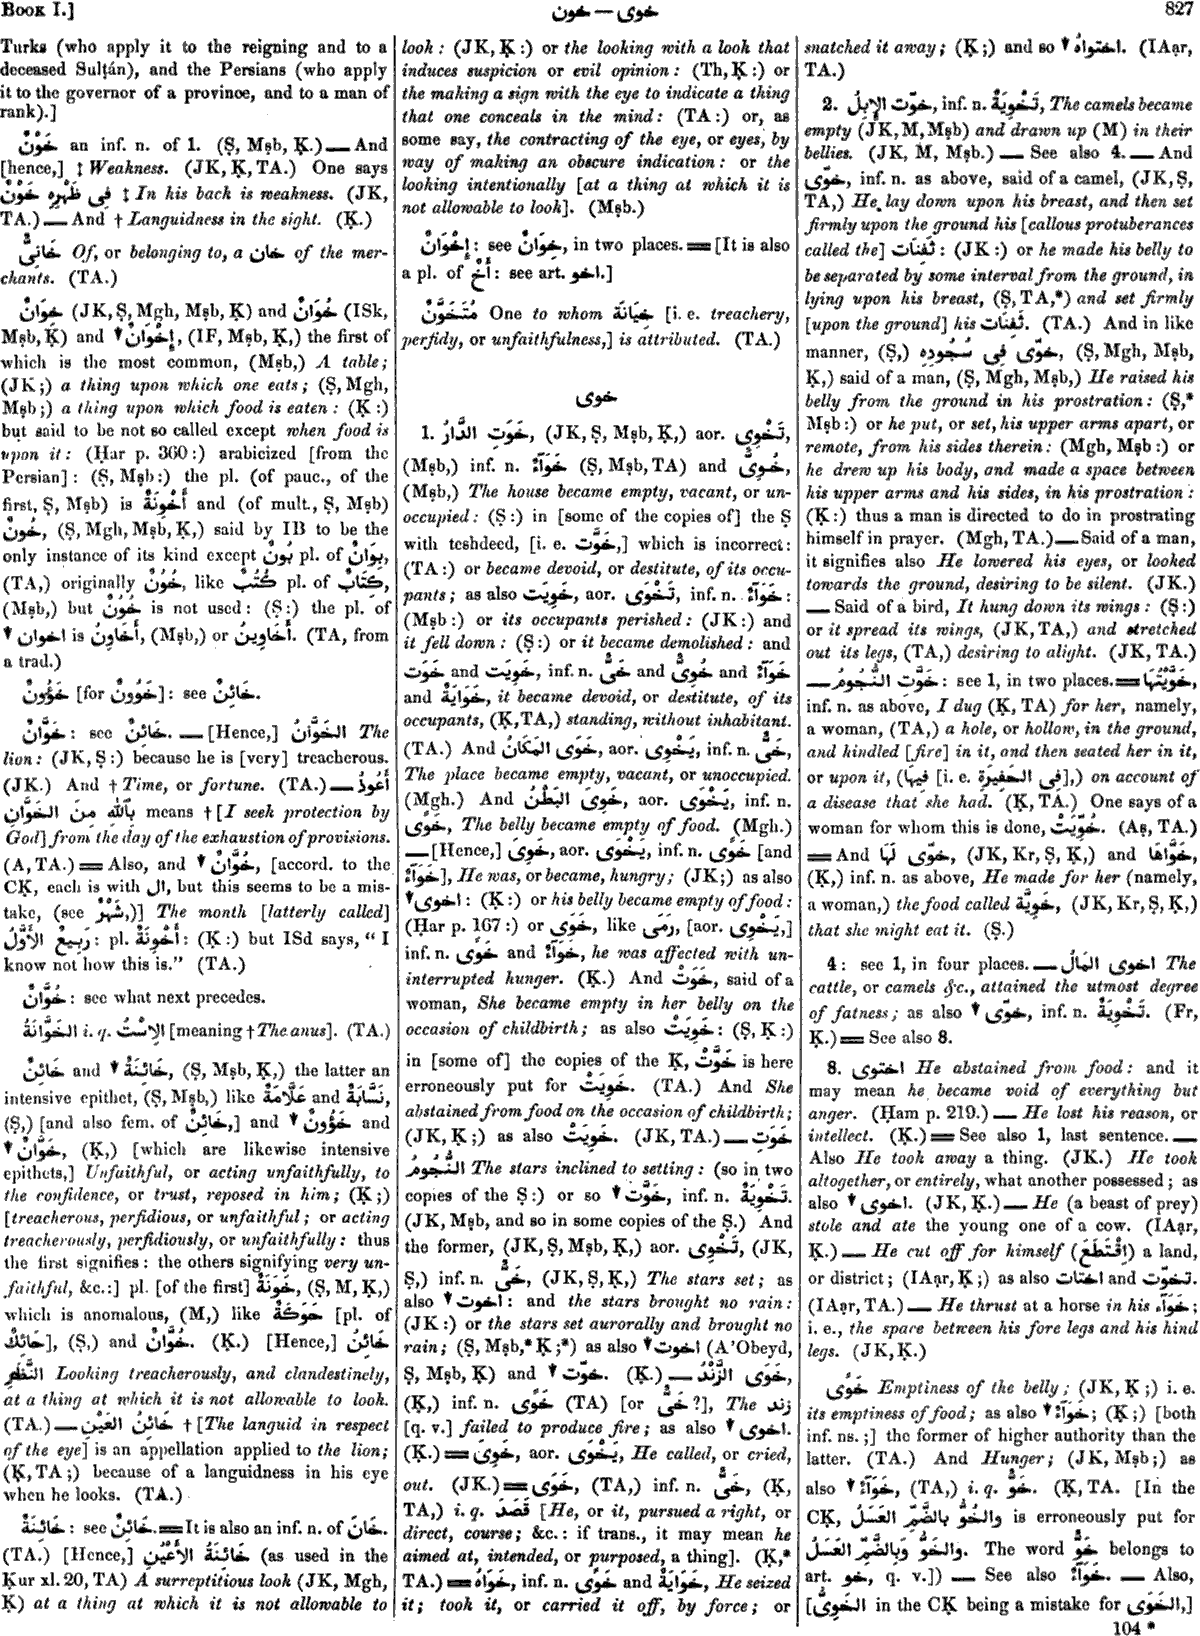 BOOK I.]
خون — خوى
827
Turks (who apply it to the reigning and to a
deceased Sulṭán), and the Persians (who apply
it to the governor of a province, and to a man of
rank).]
خَوْنٌ an inf. n. of 1. (Ṣ, Mṣb, Ḳ.) — And
[hence,] ‡ Weakness. (JK, Ḳ, TA.) One says
فِى ظَهْرِهِ خَوْنٌ ‡ In his back is weakness. (JK,
TA.) — And † Languidness in the sight. (Ḳ.)
خَانِىٌّ Of, or belonging to, a خان of the mer-
chants. (TA.)
خِوَانٌ (JK, Ṣ, Mgh, Mṣb, Ḳ) and خُوَانٌ (ISk,
Mṣb, Ḳ) and ▼ إِخْوَانٌ, (IF, Mṣb, Ḳ,) the first of
which is the most common, (Mṣb,) A table;
(JK;) a thing upon which one eats; (Ṣ, Mgh,
Mṣb;) a thing upon which food is eaten: (Ḳ:)
but said to be not so called except when food is
upon it: (Ḥar p. 360:) arabicized [from the
Persian]: (Ṣ, Mṣb:) the pl. (of pauc., of the
first, Ṣ, Mṣb) is أَخْوِنَةٌ and (of mult., Ṣ, Mṣb)
خُونٌ, (Ṣ, Mgh, Mṣb, Ḳ,) said by IB to be the
only instance of its kind except بُونٌ pl. of بِوَانٌ,
(TA,) originally خُوُنٌ, like كُتُبٌ pl. of كِتَابٌ,
(Mṣb,) but خُوُنٌ is not used: (Ṣ:) the pl. of
▼ اخوان is أَخَاوِنُ, (Mṣb,) or أَخَاوِينُ. (TA, from
a trad.)
خَؤُونٌ [for خَوُونٌ]: see خَائِنٌ.
خَوَّانٌ: see خَائِنٌ. — [Hence,] الخَوَّانُ The
lion: (JK, Ṣ:) because he is [very] treacherous.
(JK.) And † Time, or fortune. (TA.) — أَعُوذُ
بِاللّٰهِ مِنَ الخَوَّانِ means † [I seek protection by
God] from the day of the exhaustion of provisions.
(A, TA.) = Also, and ▼ خُوَّانٌ, [accord. to the
CḲ, each is with ال, but this seems to be a mis-
take, (see شَهْرٌ,)] The month [latterly called]
رَبِيعٌ الأَوَّلُ: pl. أَخْوِنَةٌ: (Ḳ:) but ISd says, “ I
know not how this is.” (TA.)
خُوَّانٌ: see what next precedes.
الخَوَّانَةُ i. q. الاِسْتُ [meaning † The anus]. (TA.)
خَائِنٌ and ▼ خَائِنَةٌ, (Ṣ, Mṣb, Ḳ,) the latter an
intensive epithet, (Ṣ, Mṣb,) like عَلَّامَةٌ and نَسَّابَةٌ,
(Ṣ,) [and also fem. of خَائِنٌ,] and ▼ خَؤُونٌ and
▼ خَوَّانٌ, (Ḳ,) [which are likewise intensive
epithets,] Unfaithful, or acting unfaithfully, to
the confidence, or trust, reposed in him; (Ḳ;)
[treacherous, perfidious, or unfaithful; or acting
treacherously, perfidiously, or unfaithfully: thus
the first signifies: the others signifying very un-
faithful, &c.:] pl. [of the first] خَوَنَةٌ, (Ṣ, M, Ḳ,)
which is anomalous, (M,) like حَوَكَةٌ [pl. of
حَائِكٌ], (Ṣ,) and خُوَّانٌ. (Ḳ.) [Hence,] خَائِنُ
النَّظَرِ Looking treacherously, and clandestinely,
at a thing at which it is not allowable to look.
(TA.) — خَائِنُ العَيْنِ † [The languid in respect
of the eye] is an appellation applied to the lion;
(Ḳ, TA;) because of a languidness in his eye
when he looks. (TA.)
خَائِنَةٌ: see خَائِنٌ. = It is also an inf. n. of خَانَ.
(TA.) [Hence,] خَائِنَةُ الأَعْيُنِ (as used in the
Ḳur xl. 20, TA) A surreptitious look (JK, Mgh,
Ḳ) at a thing at which it is not allowable to
look: (JK, Ḳ:) or the looking with a look that
induces suspicion or evil opinion: (Th, Ḳ:) or
the making a sign with the eye to indicate a thing
that one conceals in the mind: (TA:) or, as
some say, the contracting of the eye, or eyes, by
way of making an obscure indication: or the
looking intentionally [at a thing at which it is
not allowable to look]. (Mṣb.)
إِخْوَانٌ: see خِوَانٌ, in two places. = [It is also
a pl. of أَخٌ: see art. اخو.]
مُتَخَوَّنٌ One to whom خِيَانَة [i. e. treachery,
perfidy, or unfaithfulness,] is attributed. (TA.)
خوى
1. خَوَتِ الدَّارُ, (JK, Ṣ, Mṣb, Ḳ,) aor. تَخْوِى,
(Mṣb,) inf. n. خَوَآءٌ (Ṣ, Mṣb, TA) and خُوِىٌّ,
(Mṣb,) The house became empty, vacant, or un-
occupied: (Ṣ:) in [some of the copies of] the Ṣ
with teshdeed, [i. e. خَوَّت,] which is incorrect:
(TA:) or became devoid, or destitute, of its occu-
pants; as also خَوِيَت, aor. تَخْوَى, inf. n. خَوَآءٌ:
(Mṣb:) or its occupants perished: (JK:) and
it fell down: (Ṣ:) or it became demolished: and
خَوَت and خَوِيَت, inf. n. خَىٌّ and خُوِىٌّ and خَوَآءٌ
and خَوَايَةٌ, it became devoid, or destitute, of its
occupants, (Ḳ, TA,) standing, without inhabitant.
(TA.) And خَوَى المَكَانُ, aor. يَخْوِى, inf. n. خَىٌّ,
The place became empty, vacant, or unoccupied.
(Mgh.) And خَوِىَ البَطْنُ, aor. يَخْوَى, inf. n.
خَوًى, The belly became empty of food. (Mgh.)
— [Hence,] خَوِىَ, aor. يَخْوَى, inf. n. خَوًى [and
خَوَآءٌ], He was, or became, hungry; (JK;) as also
▼ اخوى: (Ḳ:) or his belly became empty of food:
(Ḥar p. 167:) or خَوَى, like رَمَى, [aor. يَخْوِى,]
inf. n. خَوًى and خَوَآءٌ, he was affected with un-
interrupted hunger. (Ḳ.) And خَوَتْ, said of a
woman, She became empty in her belly on the
occasion of childbirth; as also خَوِيَتْ: (Ṣ, Ḳ:)
in [some of] the copies of the Ḳ, خَوَّتْ is here
erroneously put for خَوِيَتْ. (TA.) And She
abstained from food on the occasion of childbirth;
(JK, Ḳ;) as also خَوِيَتْ. (JK, TA.) — خَوَتِ
النُّجُومُ The stars inclined to setting: (so in two
copies of the Ṣ:) or so ▼ خَوَّت, inf. n. تَخْوِيَةٌ.
(JK, Mṣb, and so in some copies of the Ṣ.) And
the former, (JK, Ṣ, Mṣb, Ḳ,) aor. تَخْوِى, (JK,
Ṣ,) inf. n. خَىٌّ, (JK, Ṣ, Ḳ,) The stars set; as
also ▼ اخوت: and the stars brought no rain:
(JK:) or the stars set aurorally and brought no
rain; (Ṣ, Mṣb,* Ḳ;*) as also ▼ اخوت (A’Obeyd,
Ṣ, Mṣb, Ḳ) and ▼ خوّت. (Ḳ.) — خَوَى الزَّنْدُ,
(Ḳ,) inf. n. خَوًى (TA) [or خَىٌّ?], The زند
[q. v.] failed to produce fire; as also ▼ اخوى.
(Ḳ.) = خَوِىَ, aor. يَخْوَى, He called, or cried,
out. (JK.) = خَوَى, (TA,) inf. n. خَىٌّ, (Ḳ,
TA,) i. q. قَصَدَ [He, or it, pursued a right, or
direct, course; &c.: if trans., it may mean he
aimed at, intended, or purposed, a thing]. (Ḳ,*
TA.) = خَوَاهُ, inf. n. خَوًى and خَوَايَةٌ, He seized
it; took it, or carried it off, by force; or
snatched it away; (Ḳ;) and so ▼ اختواهُ. (IAạr,
TA.)
2. خوّت الإِبِلُ, inf. n. تَخْوِيَةٌ, The camels became
empty (JK, M, Mṣb) and drawn up (M) in their
bellies. (JK, M, Mṣb.) — See also 4. — And
خوّى, inf. n. as above, said of a camel, (JK, Ṣ,
TA,) He lay down upon his breast, and then set
firmly upon the ground his [callous protuberances
called the] ثَفِنَات: (JK:) or he made his belly to
be separated by some interval from the ground, in
lying upon his breast, (Ṣ, TA,*) and set firmly
[upon the ground] his ثَفِنَات. (TA.) And in like
manner, (Ṣ,) خوّى فِى سُجُودِهِ, (Ṣ, Mgh, Mṣb,
Ḳ,) said of a man, (Ṣ, Mgh, Mṣb,) He raised his
belly from the ground in his prostration: (Ṣ,*
Mṣb:) or he put, or set, his upper arms apart, or
remote, from his sides therein: (Mgh, Mṣb:) or
he drew up his body, and made a space between
his upper arms and his sides, in his prostration:
(Ḳ:) thus a man is directed to do in prostrating
himself in prayer. (Mgh, TA.) — Said of a man,
it signifies also He lowered his eyes, or looked
towards the ground, desiring to be silent. (JK.)
— Said of a bird, It hung down its wings: (Ṣ:)
or it spread its wings, (JK, TA,) and stretched
out its legs, (TA,) desiring to alight. (JK, TA.)
— خَوَّتِ النُّجُومُ: see 1, in two places. = خَوَّيْتُهَا,
inf. n. as above, I dug (Ḳ, TA) for her, namely,
a woman, (TA,) a hole, or hollow, in the ground,
and kindled [fire] in it, and then seated her in it,
or upon it, (فِيهَا [i. e. فِى الحَفِيرَةِ],) on account of
a disease that she had. (Ḳ, TA.) One says of a
woman for whom this is done, خُوِّيَتْ. (Aṣ, TA.)
= And خوّى لَهَا, (JK, Kr, Ṣ, Ḳ,) and خَوَّاهَا,
(Ḳ,) inf. n. as above, He made for her (namely,
a woman,) the food called خَوِيَّة, (JK, Kr, Ṣ, Ḳ,)
that she might eat it. (Ṣ.)
4: see 1, in four places. — اخوى المَالُ The
cattle, or camels &c., attained the utmost degree
of fatness; as also ▼ خوّى, inf. n. تَخْوِيَةٌ. (Fr,
Ḳ.) = See also 8.
8. اختوى He abstained from food: and it
may mean he became void of everything but
anger. (Ḥam p. 219.) — He lost his reason, or
intellect. (Ḳ.) = See also 1, last sentence. —
Also He took away a thing. (JK.) He took
altogether, or entirely, what another possessed; as
also ▼ اخوى. (JK, Ḳ.) — He (a beast of prey)
stole and ate the young one of a cow. (IAạr,
Ḳ.) — He cut off for himself (اِقْتَطَعَ) a land,
or district; (IAạr, Ḳ;) as also اختات and تخوّت.
(IAạr, TA.) — He thrust at a horse in his خَوَآء;
i. e., the space between his fore legs and his hind
legs. (JK, Ḳ.)
خَوًى Emptiness of the belly; (JK, Ḳ;) i. e.
its emptiness of food; as also ▼ خَوَآءٌ; (Ḳ;) [both
inf. ns.;] the former of higher authority than the
latter. (TA.) And Hunger; (JK, Mṣb;) as
also ▼ خَوَآءٌ, (TA,) i. q. خَوٌّ. (Ḳ, TA. [In the
CḲ, والخُوُّ بالضَّمِّ العَسَلُ is erroneously put for
والخَوُّ وَبِالضَّمِّ العَسَلُ. The word خَوٌّ belongs to
art. خو, q. v.]) — See also خَوَآءٌ. — Also,
[الخَوِىُّ in the CḲ being a mistake for الخَوَى,]
104 *